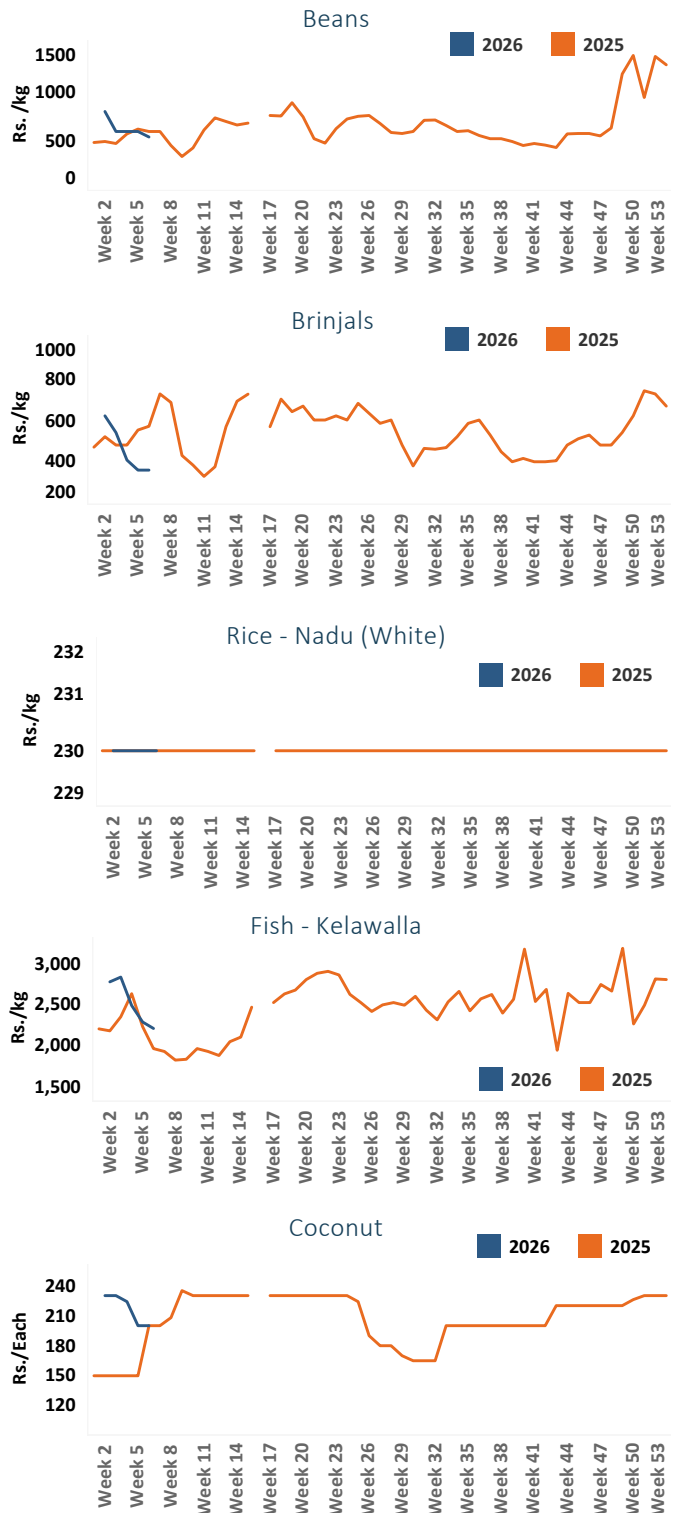 Beans
2026 2025
Rs. /kg
1500
1000
500
0
Week 2 Week 5 Week 8 Week 11 Week 14 Week 17 Week 20 Week 23 Week 26 Week 29 Week 32 Week 35 Week 38 Week 41 Week 44 Week 47 Week 50 Week 53
Brinjals
2026 2025
Rs./kg
1000
800
600
400
200
Week 2 Week 5 Week 8 Week 11 Week 14 Week 17 Week 20 Week 23 Week 26 Week 29 Week 32 Week 35 Week 38 Week 41 Week 44 Week 47 Week 50 Week 53
Rice - Nadu (White)
2026 2025
Rs./kg
232
231
230
229
Week 2 Week 5 Week 8 Week 11 Week 14 Week 17 Week 20 Week 23 Week 26 Week 29 Week 32 Week 35 Week 38 Week 41 Week 44 Week 47 Week 50 Week 53
Fish - Kelawalla
Rs./kg
3,000
2,500
2,000
1,500
2026 2025
Week 2 Week 5 Week 8 Week 11 Week 14 Week 17 Week 20 Week 23 Week 26 Week 29 Week 32 Week 35 Week 38 Week 41 Week 44 Week 47 Week 50 Week 53
Coconut
2026 2025
Rs./Each
240
210
180
150
120
Week 2 Week 5 Week 8 Week 11 Week 14 Week 17 Week 20 Week 23 Week 26 Week 29 Week 32 Week 35 Week 38 Week 41 Week 44 Week 47 Week 50 Week 53